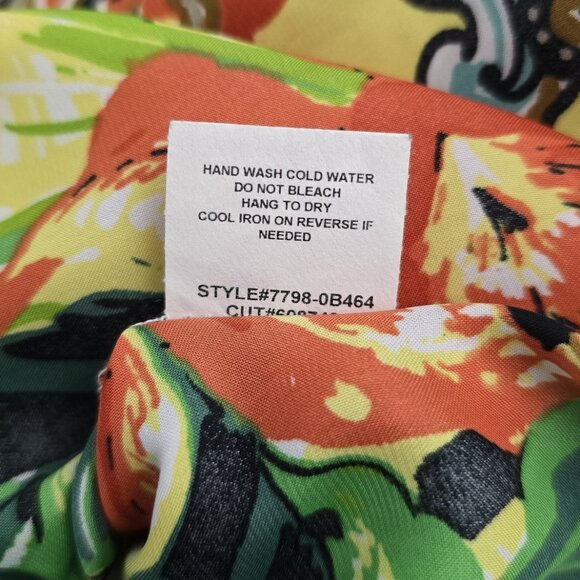 HAND WASH COLD WATER
DO NOT BLEACH
HANG TO DRY
COOL IRON ON REVERSE IF
NEEDED
STYLE#7798-0B464